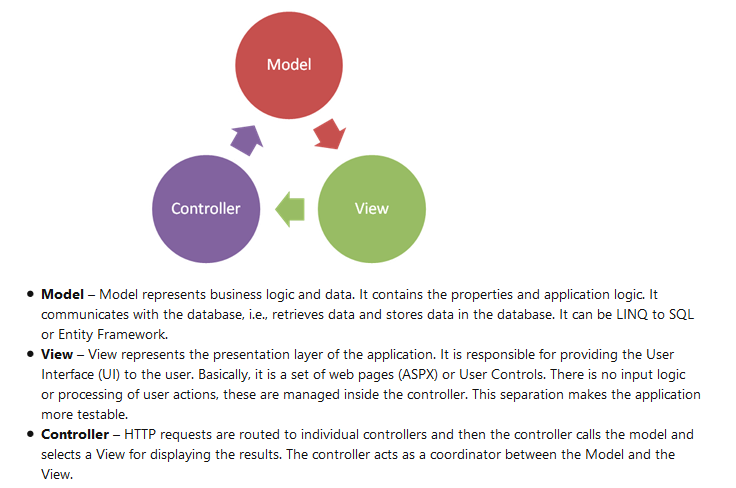 Model
Controller
View
● Model – Model represents business logic and data. It contains the properties and application logic. It
communicates with the database, i.e., retrieves data and stores data in the database. It can be LINQ to SQL
or Entity Framework.
● View – View represents the presentation layer of the application. It is responsible for providing the User
Interface (UI) to the user. Basically, it is a set of web pages (ASPX) or User Controls. There is no input logic
or processing of user actions, these are managed inside the controller. This separation makes the application
more testable.
● Controller – HTTP requests are routed to individual controllers and then the controller calls the model and
selects a View for displaying the results. The controller acts as a coordinator between the Model and the
View.